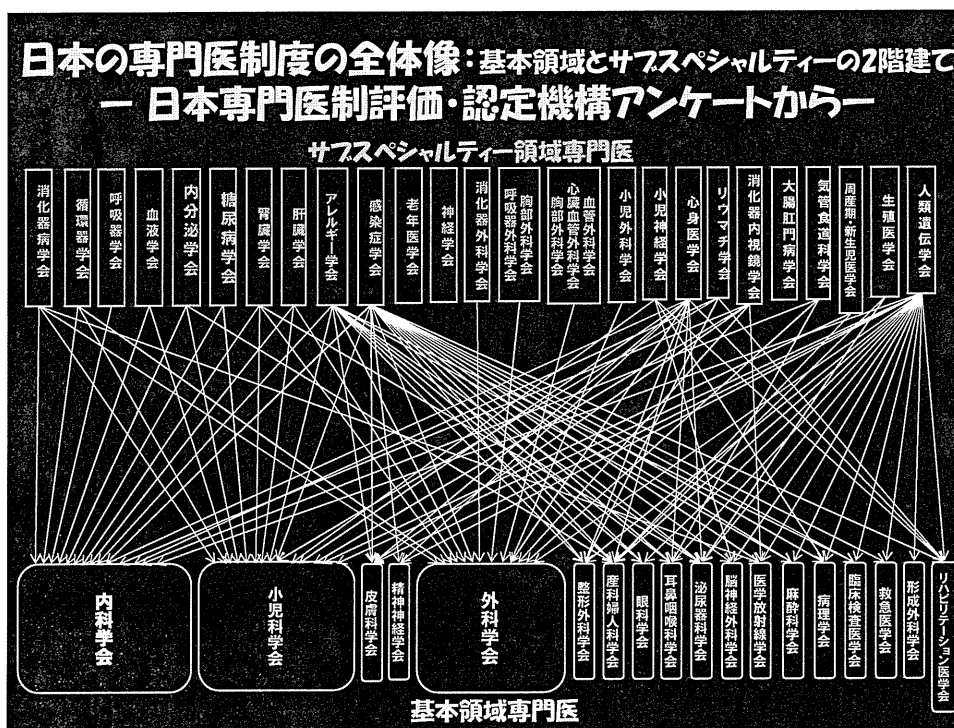 日本の専門医制度の全体像:基本領域とサブスペシャルティーの2階建て
― 日本専門医制評価・認定機構アンケートから―
サブスペシャルティー領域専門医
消化器病学会
循環器学会
呼吸器学会
血液学会
内分泌学会
糖尿病学会
腎臓学会
肝臓学会
アレルギー学会
感染症学会
老年医学会
神経学会
消化器外科学会
胸部外科学会
呼吸器外科学会
血管外科学会
心臓血管外科学会
胸部外科学会
小児外科学会
小児神経学会
心身医学会
リウマチ学会
消化器内視鏡学会
大腸肛門病学会
気管食道科学会
周産期・新生児医学会
生殖医学会
人類遺伝学会
内科学会
小児科学会
皮膚科学会
精神神経学会
外科学会
整形外科学会
産科婦人科学会
眼科学会
耳鼻咽喉科学会
泌尿器科学会
脳神経外科学会
医学放射線学会
麻酔科学会
病理学会
臨床検査医学会
救急医学会
形成外科学会
リハビリテーション医学会
基本領域専門医